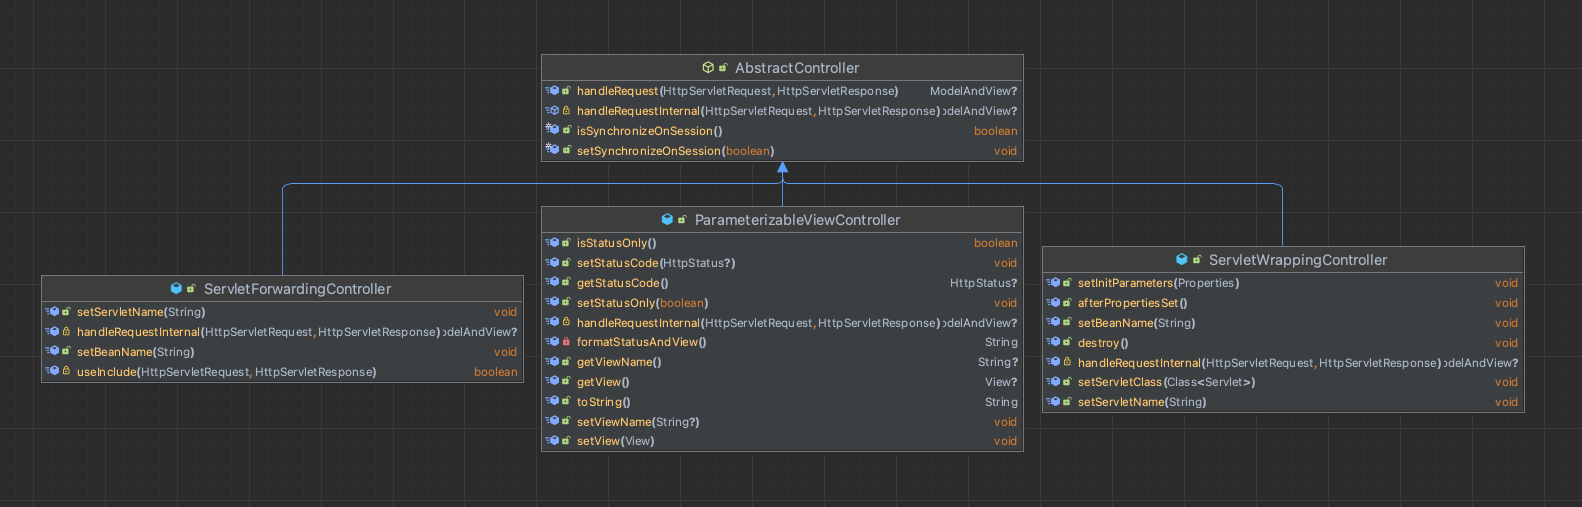 AbstractController
handleRequest(HttpServletRequest, HttpServletResponse) ModelAndView?
handleRequestInternal(HttpServletRequest, HttpServletResponse) odelAndView?
isSynchronizeOnSession() boolean
setSynchronizeOnSession(boolean) void
ParameterizableViewController
isStatusOnly() boolean
setStatusCode(HttpStatus?) void
getStatusCode() HttpStatus?
setStatusOnly(boolean) void
handleRequestInternal(HttpServletRequest, HttpServletResponse) odelAndView?
formatStatusAndView() String
getViewName() String?
getView() View?
toString() String
setViewName(String?) void
setView(View) void
ServletForwardingController
setServletName(String) void
handleRequestInternal(HttpServletRequest, HttpServletResponse) odelAndView?
setBeanName(String) void
useInclude(HttpServletRequest, HttpServletResponse) boolean
ServletWrappingController
setInitParameters(Properties) void
afterPropertiesSet() void
setBeanName(String) void
destroy() void
handleRequestInternal(HttpServletRequest, HttpServletResponse) odelAndView?
setServletClass(Class<Servlet>) void
setServletName(String) void